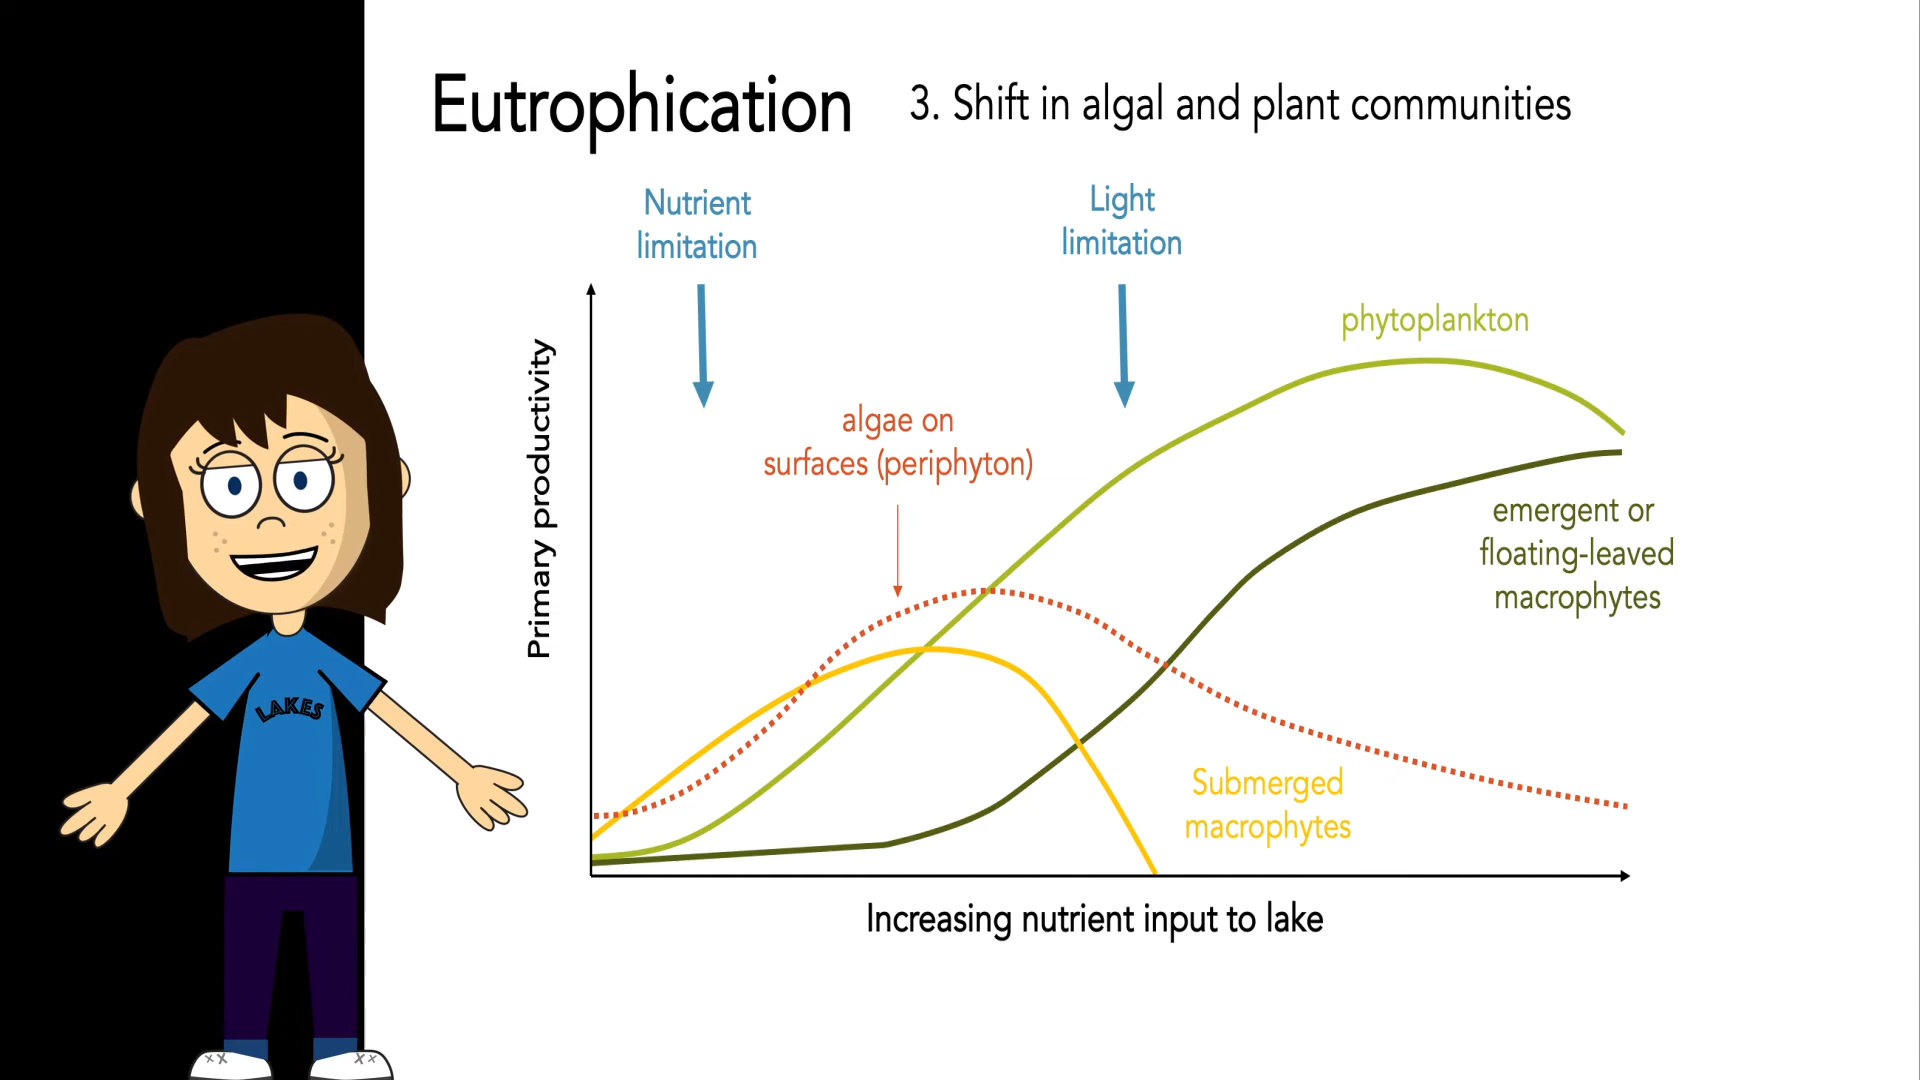 Eutrophication
3. Shift in algal and plant communities
Nutrient
limitation
Light
limitation
phytoplankton
algae on
surfaces (periphyton)
Primary productivity
emergent or
floating-leaved
macrophytes
LAKES
Submerged
macrophytes
Increasing nutrient input to lake